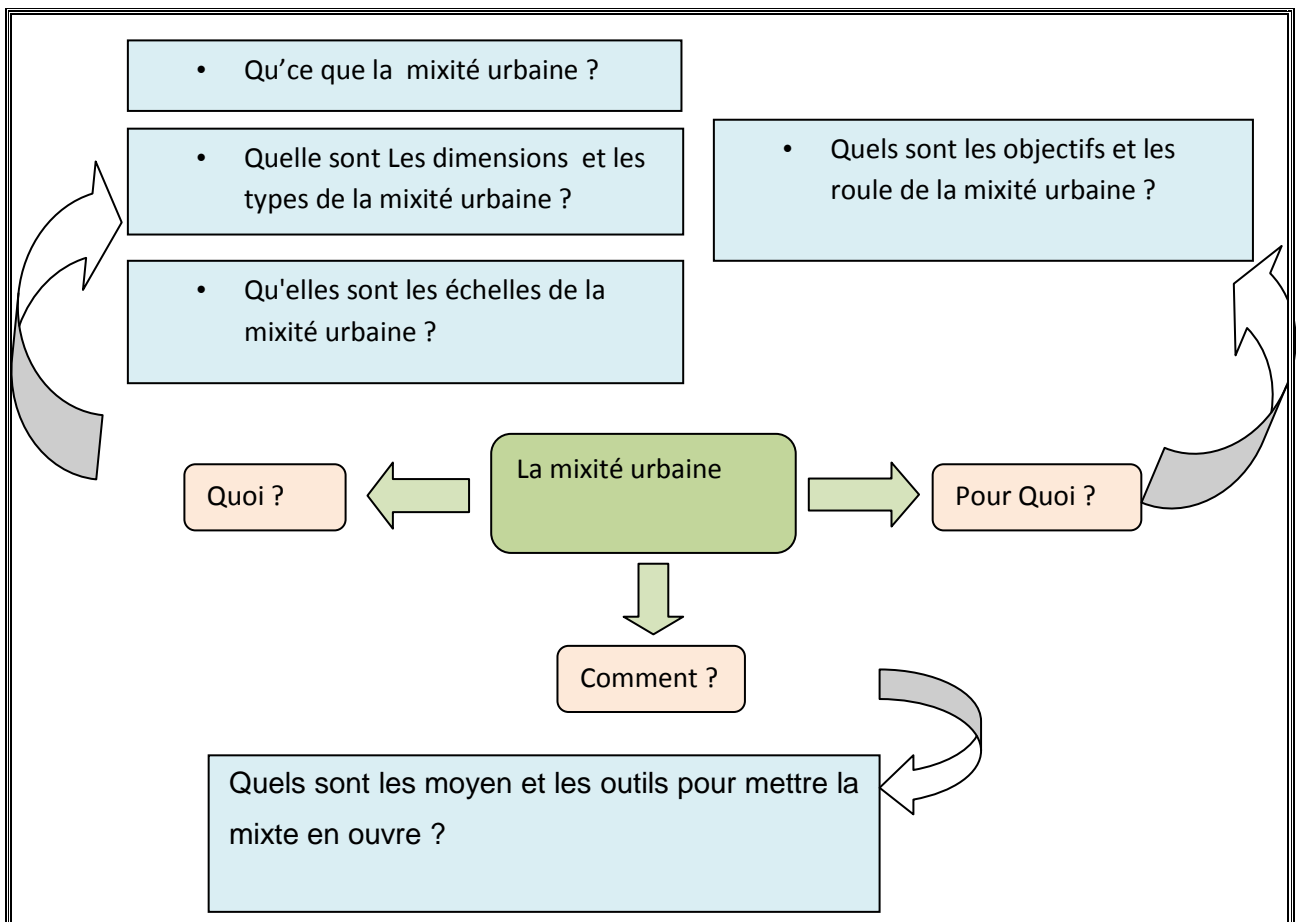 • Qu’ce que la mixité urbaine ?
• Quelle sont Les dimensions et les
types de la mixité urbaine ?
• Qu'elles sont les échelles de la
mixité urbaine ?
• Quels sont les objectifs et les
roule de la mixité urbaine ?
La mixité urbaine
Quoi ?
Pour Quoi ?
Comment ?
Quels sont les moyen et les outils pour mettre la
mixte en ouvre ?